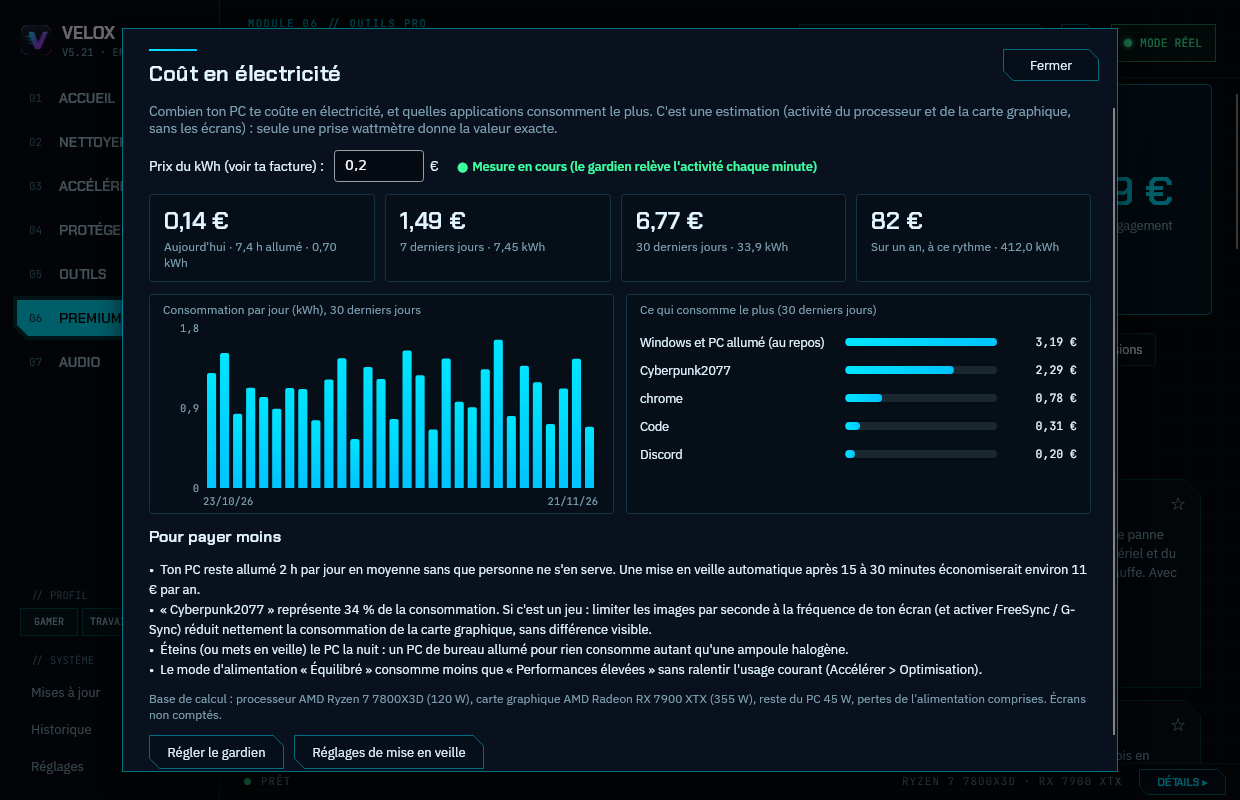 MODULE 06 // OUTILS PRO
VELOX
V5.21 · E
MODE RÉEL
01 ACCUEIL
02 NETTOYE
03 ACCÉLÉR
04 PROTÉGE
05 OUTILS
06 PREMIUM
07 AUDIO
// PROFIL
GAMER
TRAVA
// SYSTÈME
Mises à jour
Historique
Réglages
Coût en électricité
Fermer
Combien ton PC te coûte en électricité, et quelles applications consomment le plus. C'est une estimation (activité du processeur et de la carte graphique,
sans les écrans) : seule une prise wattmètre donne la valeur exacte.
Prix du kWh (voir ta facture) : 0,2 € ● Mesure en cours (le gardien relève l'activité chaque minute)
0,14 €
Aujourd'hui · 7,4 h allumé · 0,70
kWh
1,49 €
7 derniers jours · 7,45 kWh
6,77 €
30 derniers jours · 33,9 kWh
82 €
Sur un an, à ce rythme · 412,0 kWh
Consommation par jour (kWh), 30 derniers jours
1,8
0,9
0
23/10/26 21/11/26
Ce qui consomme le plus (30 derniers jours)
Windows et PC allumé (au repos) 3,19 €
Cyberpunk2077 2,29 €
chrome 0,78 €
Code 0,31 €
Discord 0,20 €
Pour payer moins
• Ton PC reste allumé 2 h par jour en moyenne sans que personne ne s'en serve. Une mise en veille automatique après 15 à 30 minutes économiserait environ 11
€ par an.
• « Cyberpunk2077 » représente 34 % de la consommation. Si c'est un jeu : limiter les images par seconde à la fréquence de ton écran (et activer FreeSync / G-
Sync) réduit nettement la consommation de la carte graphique, sans différence visible.
• Éteins (ou mets en veille) le PC la nuit : un PC de bureau allumé pour rien consomme autant qu'une ampoule halogène.
• Le mode d'alimentation « Équilibré » consomme moins que « Performances élevées » sans ralentir l'usage courant (Accélérer > Optimisation).
Base de calcul : processeur AMD Ryzen 7 7800X3D (120 W), carte graphique AMD Radeon RX 7900 XTX (355 W), reste du PC 45 W, pertes de l'alimentation comprises. Écrans
non comptés.
Régler le gardien
Réglages de mise en veille
9 €
gagement
ions
e panne
ériel et du
uffe. Avec
ois en
PRÊT
RYZEN 7 7800X3D · RX 7900 XTX
DÉTAILS ▸